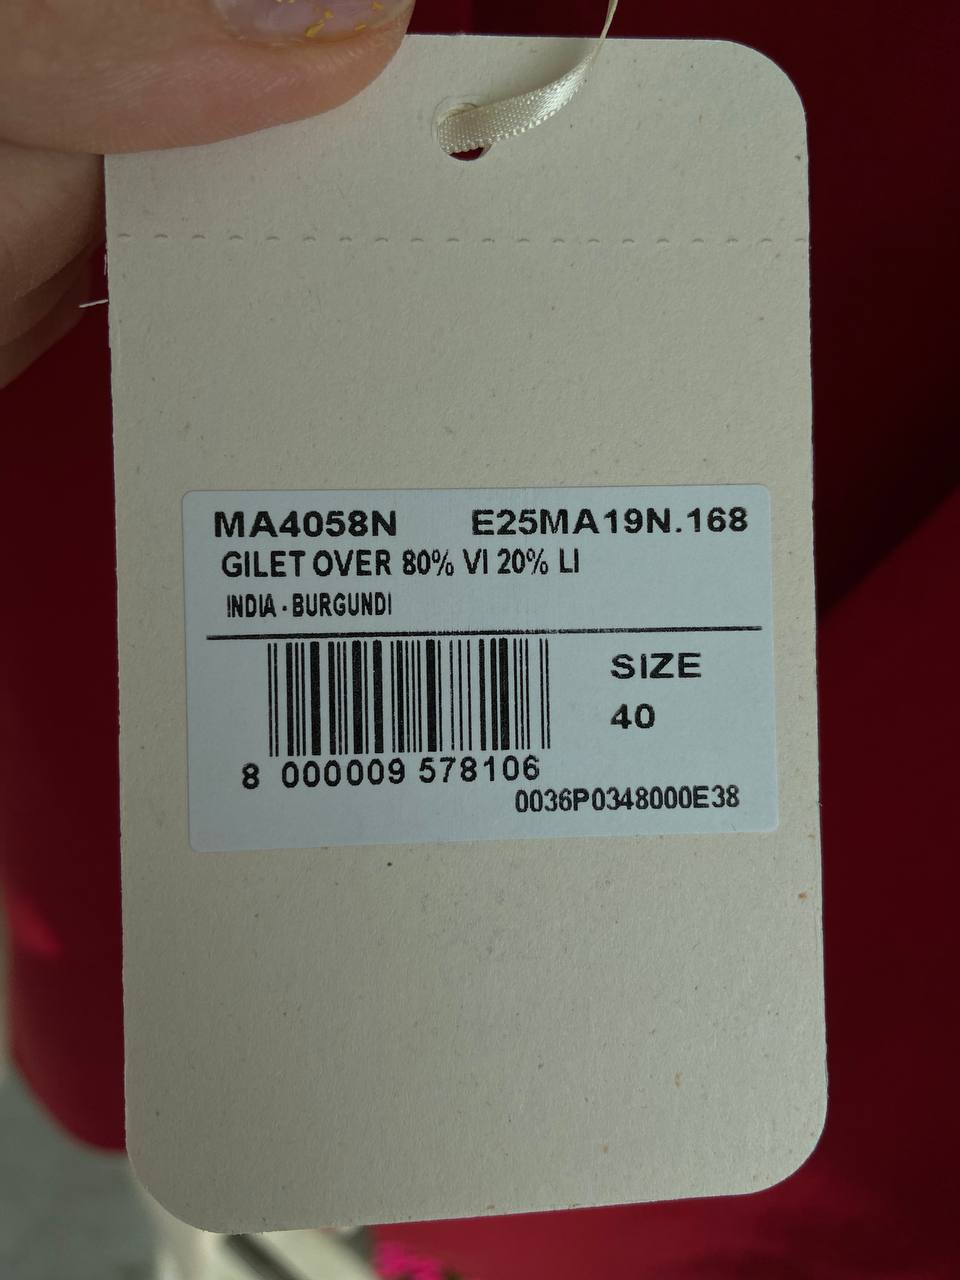 MA4058N E25MA19N.168
GILET OVER 80% VI 20% LI
INDIA - BURGUNDI
SIZE
40
8 000009 578106
0036P0348000E38